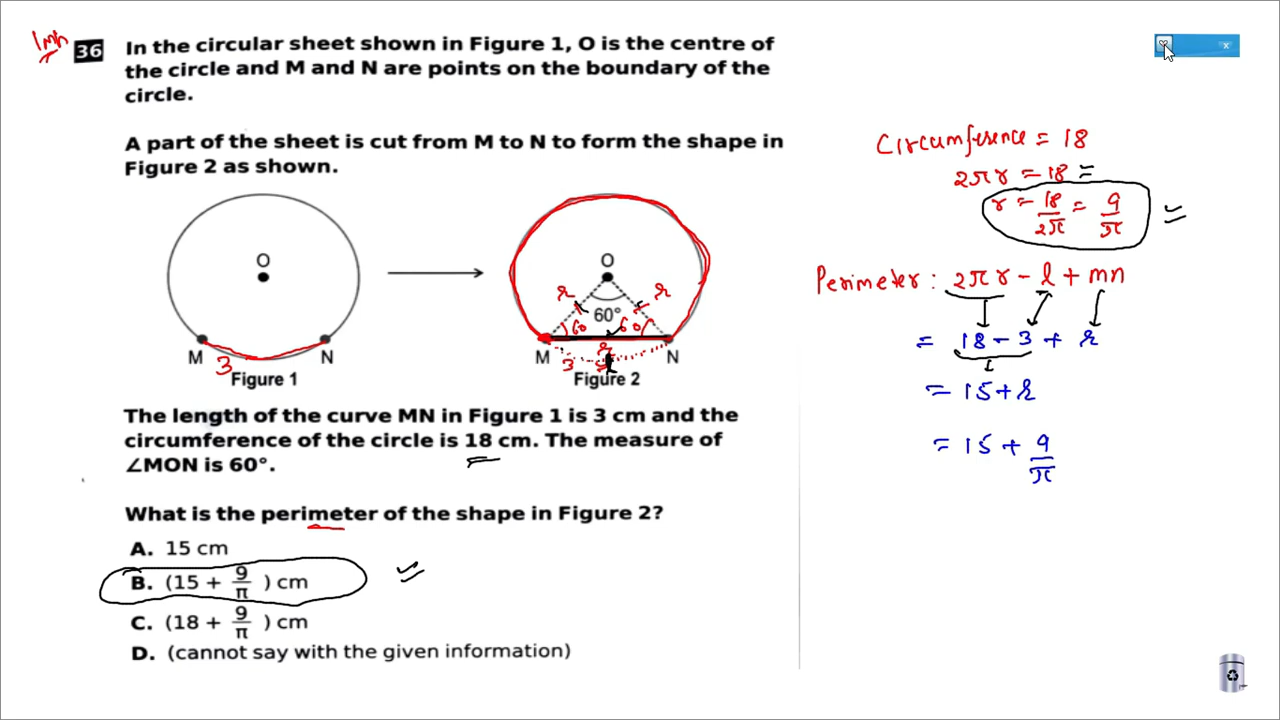 1mk
36 In the circular sheet shown in Figure 1, O is the centre of
the circle and M and N are points on the boundary of the
circle.
A part of the sheet is cut from M to N to form the shape in
Figure 2 as shown.
O
M
N
3
Figure 1
O
r
r
60°
60
60
M
r
N
3
Figure 2
The length of the curve MN in Figure 1 is 3 cm and the
circumference of the circle is 18 cm. The measure of
∠MON is 60°.
What is the perimeter of the shape in Figure 2?
A. 15 cm
B. (15 + 9/π ) cm
C. (18 + 9/π ) cm
D. (cannot say with the given information)
Circumference = 18
2πr = 18 =
r = 18/2π = 9/π
Perimeter : 2πr - l + mn
= 18 - 3 + r
= 15 + r
= 15 + 9/π
x